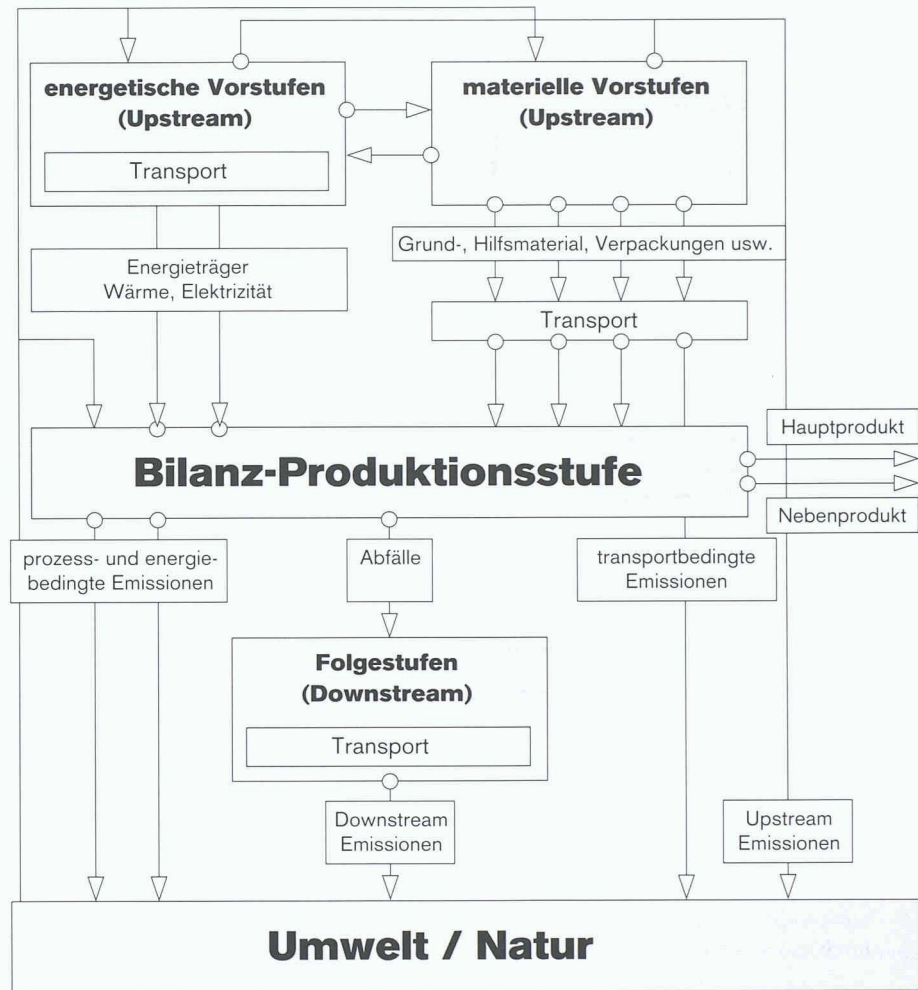 energetische Vorstufen
(Upstream)
Transport
materielle Vorstufen
(Upstream)
Grund-, Hilfsmaterial, Verpackungen usw.
Energieträger
Wärme, Elektrizität
Transport
Bilanz-Produktionsstufe
Hauptprodukt
Nebenprodukt
prozess- und energie-
bedingte Emissionen
Abfälle
transportbedingte
Emissionen
Folgestufen
(Downstream)
Transport
Downstream
Emissionen
Upstream
Emissionen
Umwelt / Natur